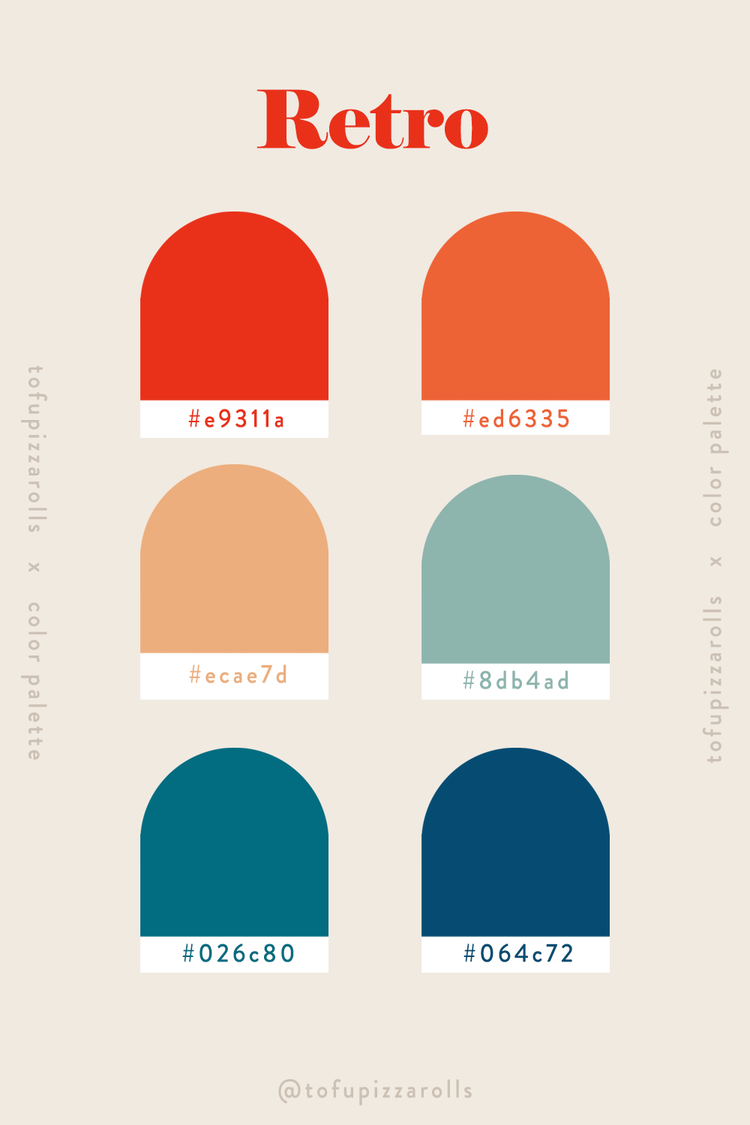 Retro
#e9311a
#ed6335
#ecae7d
#8db4ad
#026c80
#064c72
tofupizzarolls x color palette
tofupizzarolls x color palette
@tofupizzarolls